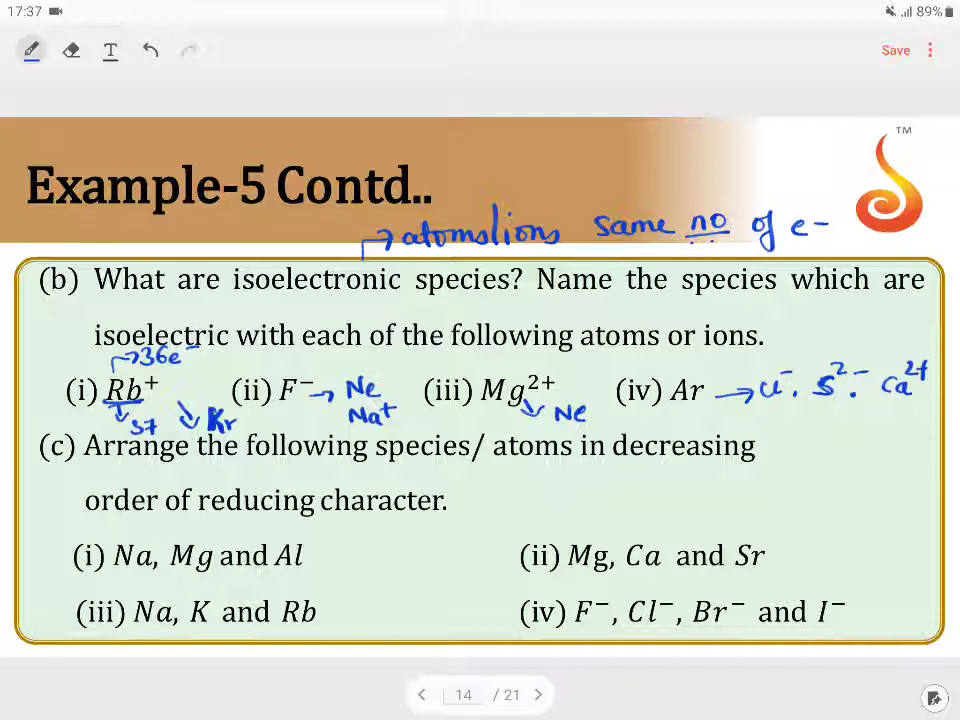 17:37 89%
T Save
TM
Example-5 Contd..
→ atoms/ions same no of e-
(b) What are isoelectronic species? Name the species which are
isoelectric with each of the following atoms or ions.
→36e⁻
(i) Rb⁺ (ii) F⁻ → Ne (iii) Mg²⁺ (iv) Ar → Cl⁻. S²⁻. Ca²⁺
↓ 37 ↓ Kr Na⁺ ↓ Ne
(c) Arrange the following species/ atoms in decreasing
order of reducing character.
(i) Na, Mg and Al (ii) Mg, Ca and Sr
(iii) Na, K and Rb (iv) F⁻, Cl⁻, Br⁻ and I⁻
< 14 / 21 >